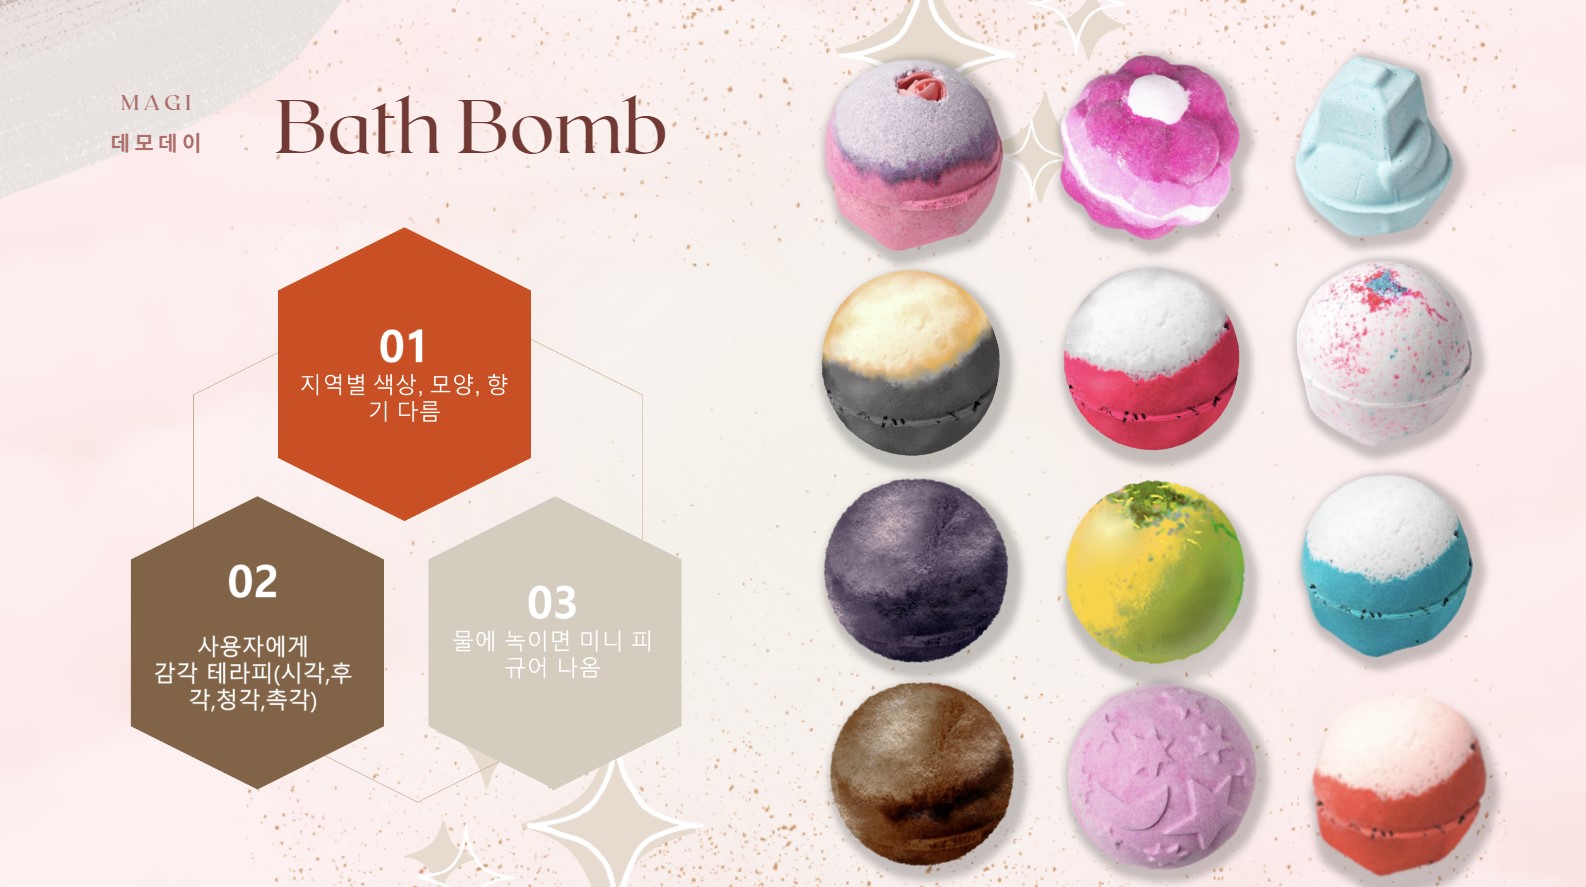 MAGI
데모데이
Bath Bomb
01
지역별 색상, 모양, 향
기 다름
02
사용자에게
감각 테라피(시각,후
각,청각,촉각)
03
물에 녹이면 미니 피
규어 나옴